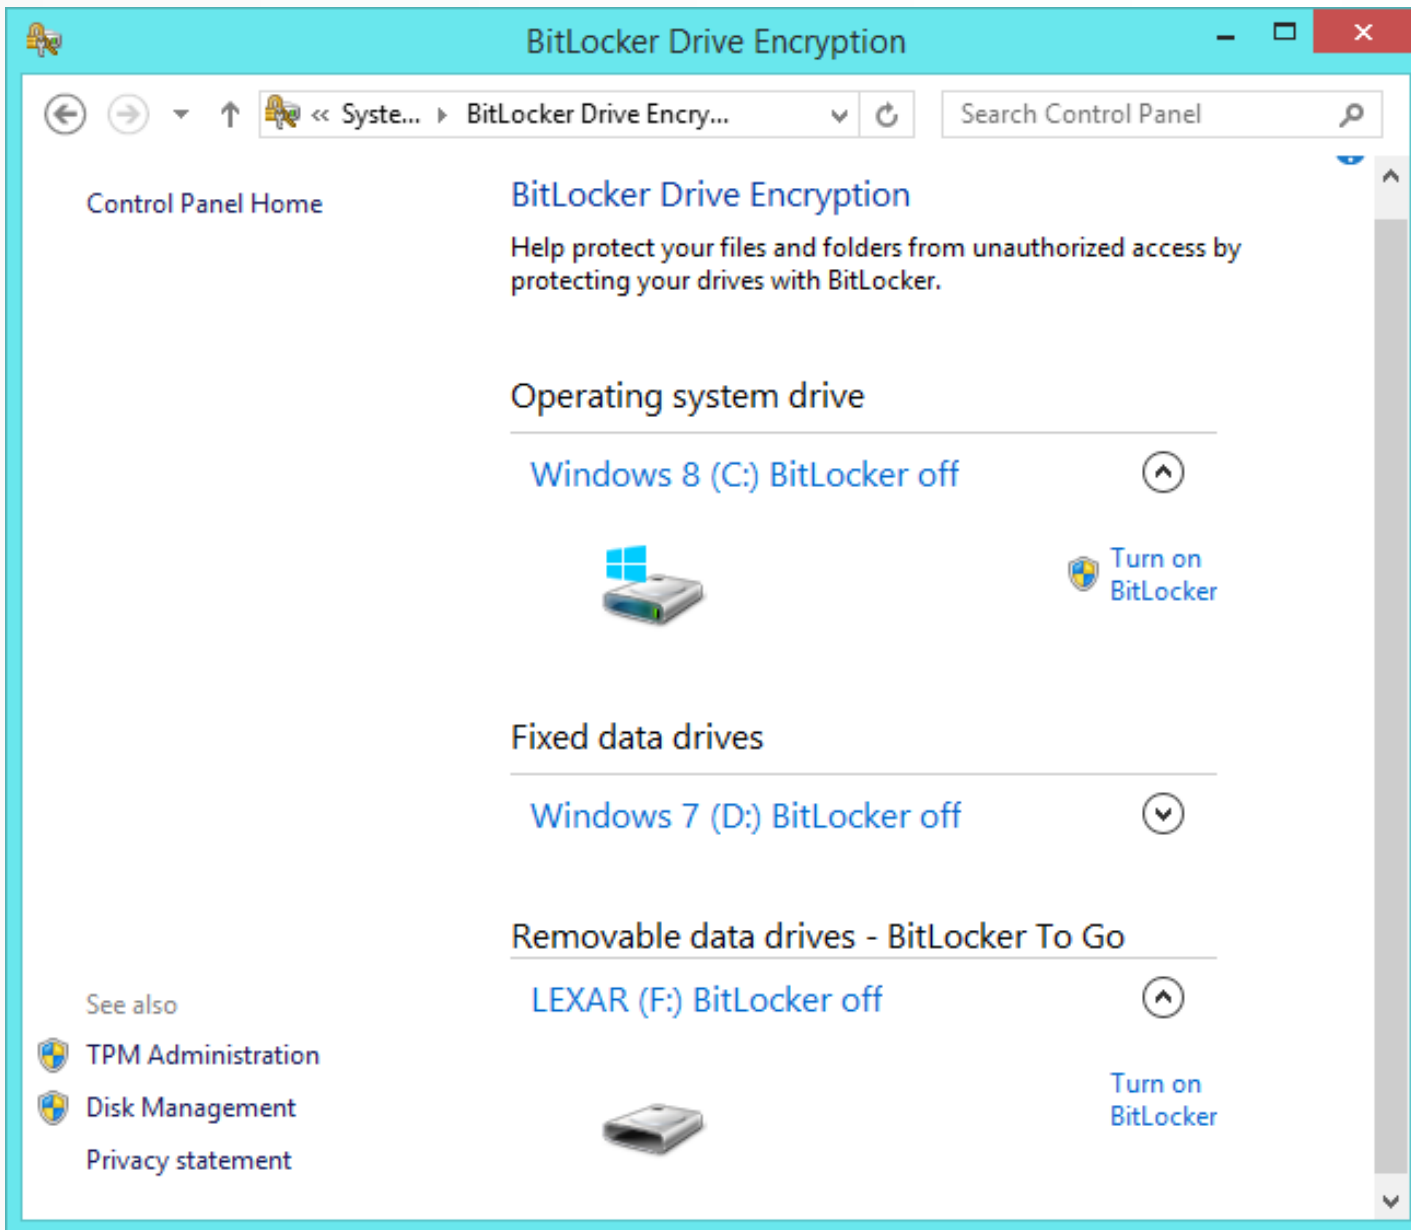 BitLocker Drive Encryption
« Syste... BitLocker Drive Encry...
Search Control Panel
Control Panel Home
BitLocker Drive Encryption
Help protect your files and folders from unauthorized access by
protecting your drives with BitLocker.
Operating system drive
Windows 8 (C:) BitLocker off
Turn on
BitLocker
Fixed data drives
Windows 7 (D:) BitLocker off
Removable data drives - BitLocker To Go
LEXAR (F:) BitLocker off
Turn on
BitLocker
See also
TPM Administration
Disk Management
Privacy statement